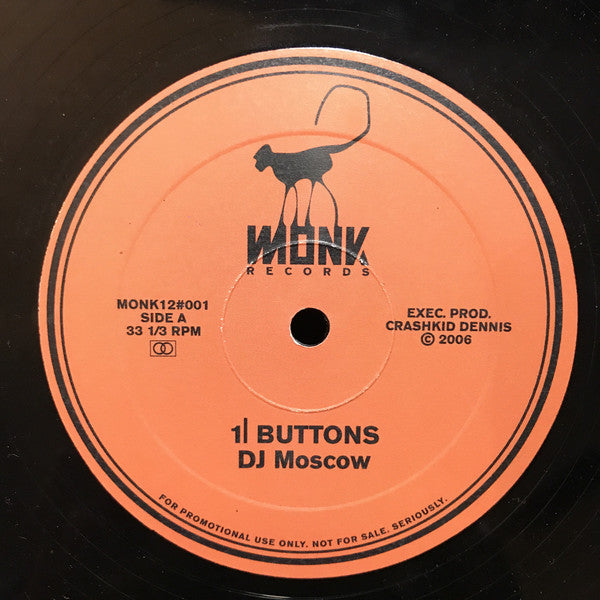 MONK
RECORDS
MONK12#001
SIDE A
33 1/3 RPM
EXEC. PROD.
CRASHKID DENNIS
© 2006
1| BUTTONS
DJ Moscow
FOR PROMOTIONAL USE ONLY. NOT FOR SALE. SERIOUSLY.